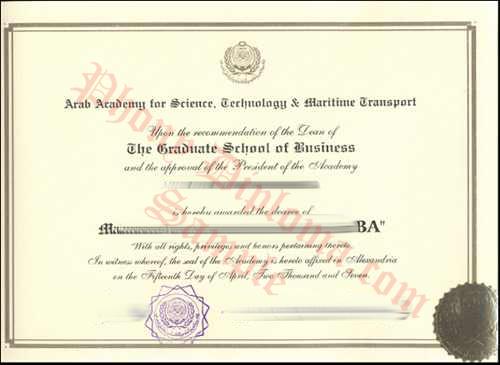 Arab Academy for Science, Technology & Maritime Transport
Upon the recommendation of the Dean of
The Graduate School of Business
and the approval of the President of the Academy
is hereby awarded the degree of
BA"
With all rights, privileges and honors pertaining thereto
In witness whereof, the seal of the Academy is hereto affixed in Alexandria
on the Fifteenth Day of April, Two Thousand and Seven.
Sample